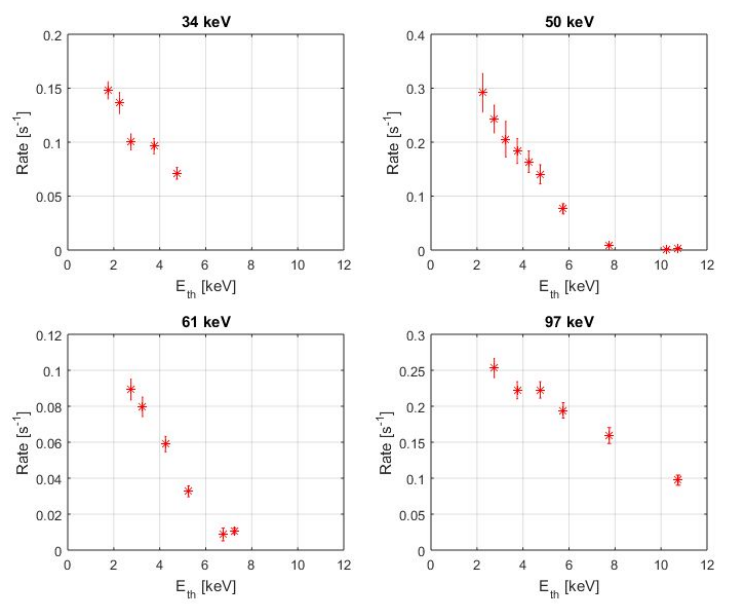 34 keV
0.2
0.15
0.1
0.05
0
Rate [s⁻¹]
0 2 4 6 8 10 12
E_th [keV]
50 keV
0.4
0.3
0.2
0.1
0
Rate [s⁻¹]
0 2 4 6 8 10 12
E_th [keV]
61 keV
0.12
0.1
0.08
0.06
0.04
0.02
0
Rate [s⁻¹]
0 2 4 6 8 10 12
E_th [keV]
97 keV
0.3
0.25
0.2
0.15
0.1
0.05
0
Rate [s⁻¹]
0 2 4 6 8 10 12
E_th [keV]